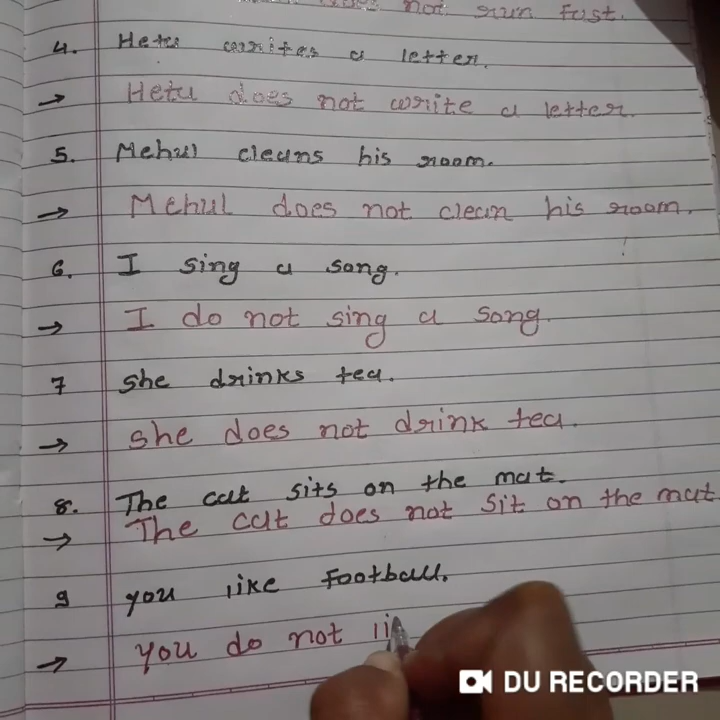 not run fast.
4. Hetu writes a letter.
→ Hetu does not write a letter.
5. Mehul cleans his room.
→ Mehul does not clean his room.
6. I sing a song.
→ I do not sing a song.
7 She drinks tea.
→ She does not drink tea.
8. The cat sits on the mat.
→ The cat does not sit on the mat
9 you like Football.
→ you do not li
DU RECORDER